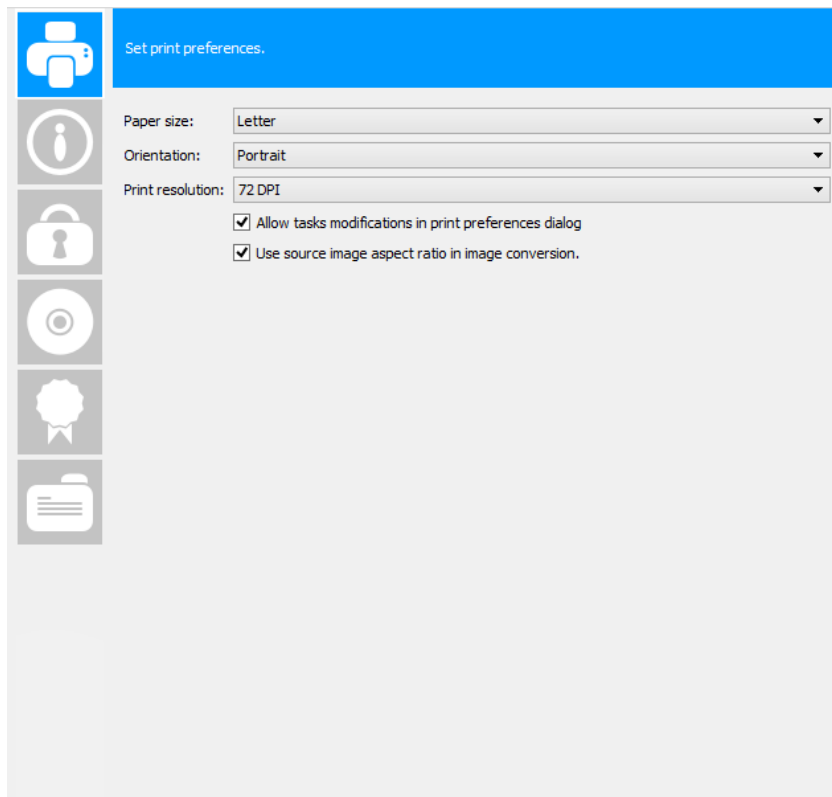 Set print preferences.
Paper size: Letter
Orientation: Portrait
Print resolution: 72 DPI
Allow tasks modifications in print preferences dialog
Use source image aspect ratio in image conversion.